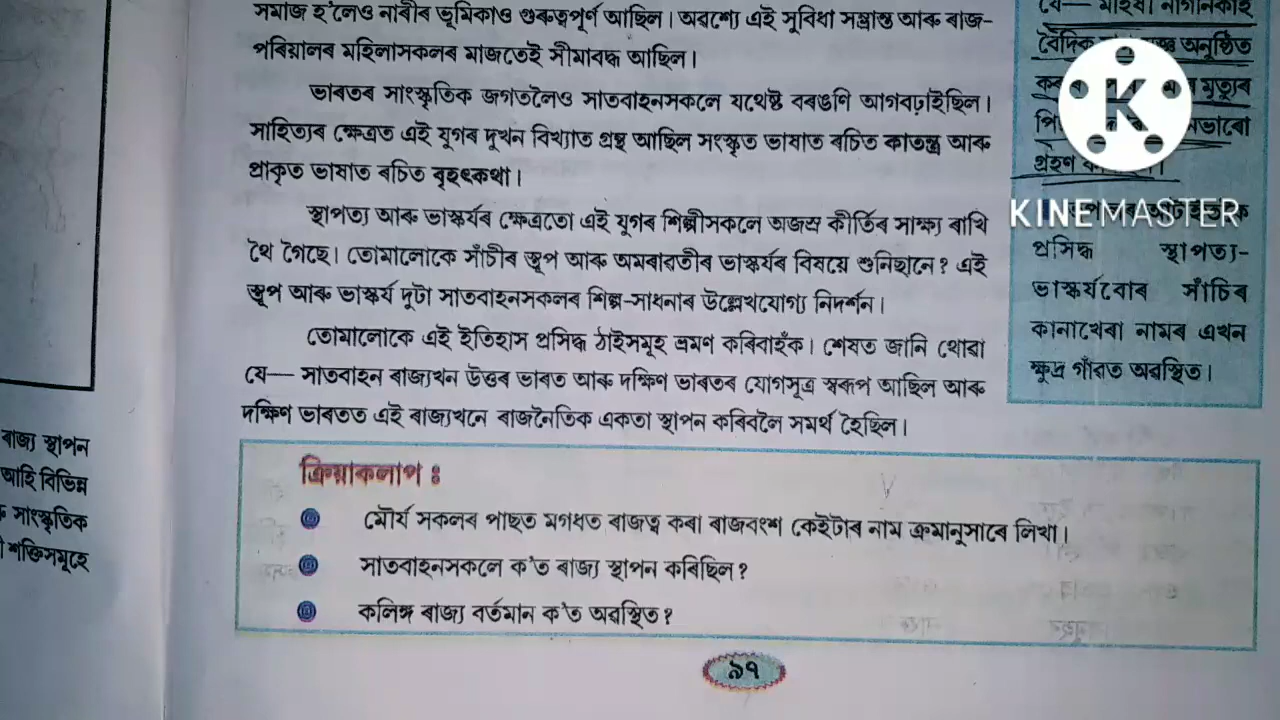 সমাজ হ'লেও নাৰীৰ ভূমিকাও গুৰুত্বপূৰ্ণ আছিল। অৱশ্যে এই সুবিধা সম্ভ্ৰান্ত আৰু ৰাজ-
পৰিয়ালৰ মহিলাসকলৰ মাজতেই সীমাবদ্ধ আছিল।
ভাৰতৰ সাংস্কৃতিক জগতলৈও সাতবাহনসকলে যথেষ্ট বৰঙণি আগবঢ়াইছিল।
সাহিত্যৰ ক্ষেত্ৰত এই যুগৰ দুখন বিখ্যাত গ্ৰন্থ আছিল সংস্কৃত ভাষাত ৰচিত কাতন্ত্ৰ আৰু
প্ৰাকৃত ভাষাত ৰচিত বৃহৎকথা।
স্থাপত্য আৰু ভাস্কৰ্যৰ ক্ষেত্ৰতো এই যুগৰ শিল্পীসকলে অজস্ৰ কীৰ্তিৰ সাক্ষ্য ৰাখি
থৈ গৈছে। তোমালোকে সাঁচীৰ স্তূপ আৰু অমৰাৱতীৰ ভাস্কৰ্যৰ বিষয়ে শুনিছানে? এই
স্তূপ আৰু ভাস্কৰ্য দুটা সাতবাহনসকলৰ শিল্প-সাধনাৰ উল্লেখযোগ্য নিদৰ্শন।
তোমালোকে এই ইতিহাস প্ৰসিদ্ধ ঠাইসমূহ ভ্ৰমণ কৰিবাহঁক। শেষত জানি থোৱা
যে— সাতবাহন ৰাজ্যখন উত্তৰ ভাৰত আৰু দক্ষিণ ভাৰতৰ যোগসূত্ৰ স্বৰূপ আছিল আৰু
দক্ষিণ ভাৰতত এই ৰাজ্যখনে ৰাজনৈতিক একতা স্থাপন কৰিবলৈ সমৰ্থ হৈছিল।
ক্ৰিয়াকলাপ ঃ
মৌৰ্য সকলৰ পাছত মগধত ৰাজত্ব কৰা ৰাজবংশ কেইটাৰ নাম ক্ৰমানুসাৰে লিখা।
সাতবাহনসকলে ক'ত ৰাজ্য স্থাপন কৰিছিল?
কলিঙ্গ ৰাজ্য বৰ্তমান ক'ত অৱস্থিত?
৯৭
যে— মহিষী নাগনিকাই
বৈদিক অনুষ্ঠিত
মৃত্যুৰ
গ্ৰহণ
KINEMASTER
প্ৰসিদ্ধ স্থাপত্য-
ভাস্কৰ্যবোৰ সাঁচিৰ
কানাখেৰা নামৰ এখন
ক্ষুদ্ৰ গাঁৱত অৱস্থিত।
ৰাজ্য স্থাপন
আহি বিভিন্ন
সাংস্কৃতিক
শক্তিসমূহে